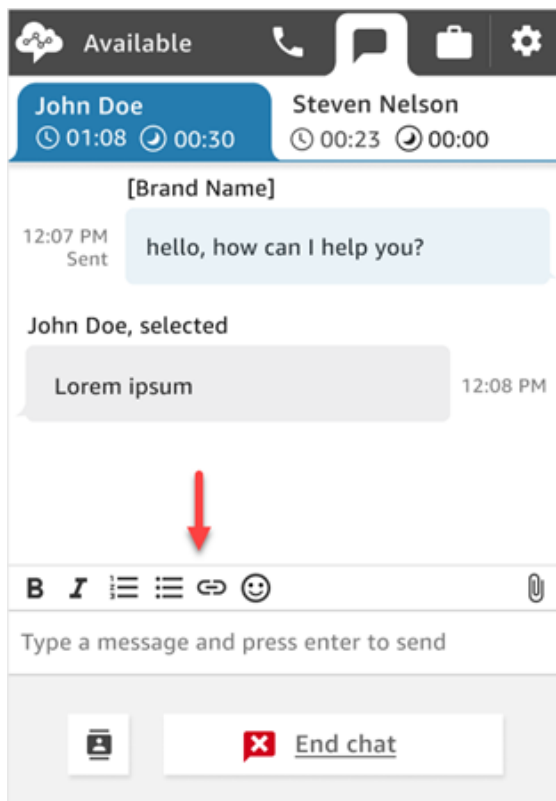 Available
John Doe Steven Nelson
01:08 00:30 00:23 00:00
[Brand Name]
12:07 PM
Sent
hello, how can I help you?
John Doe, selected
Lorem ipsum 12:08 PM
B I
Type a message and press enter to send
End chat